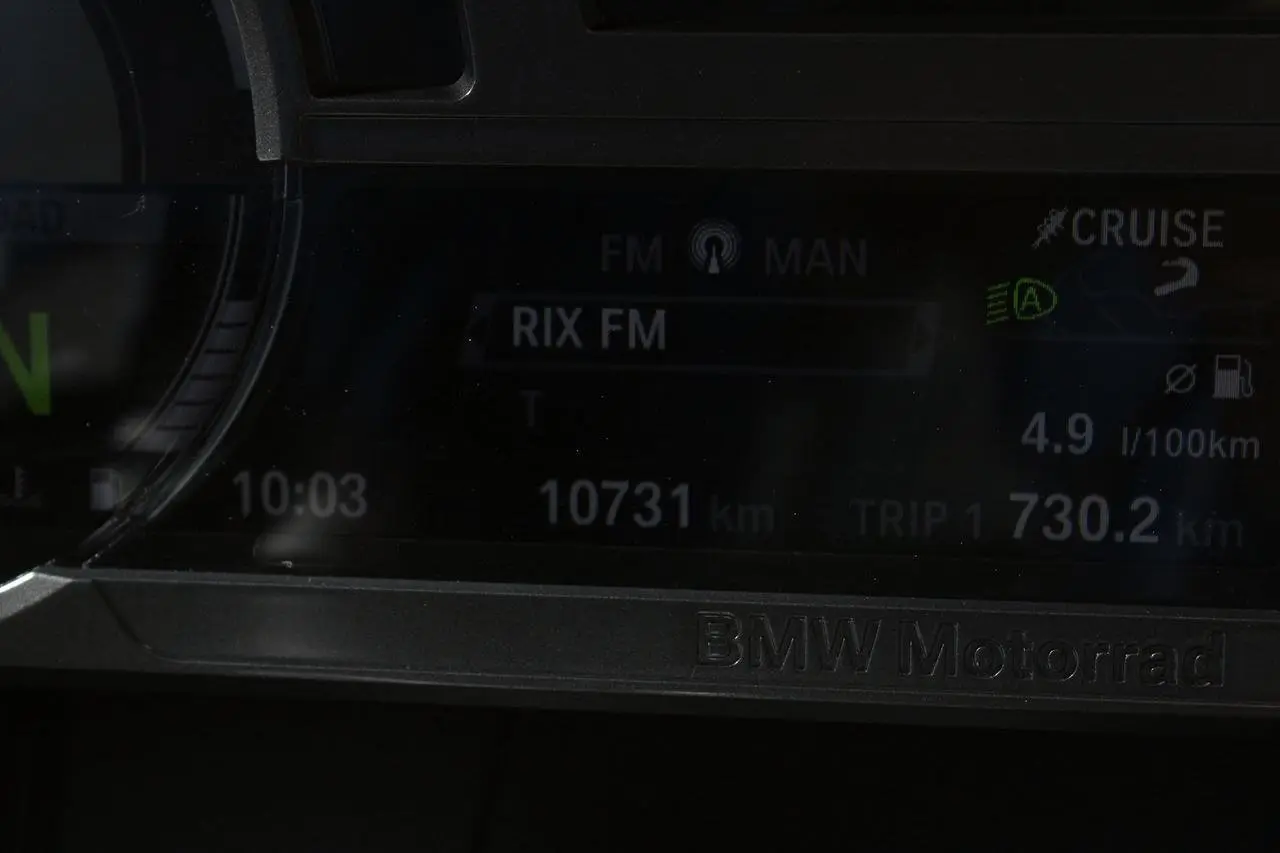 FM MAN
CRUISE
A
RIX FM
N
T
4.9 l/100km
10:03 10731 km TRIP 1 730.2 km
BMW Motorrad